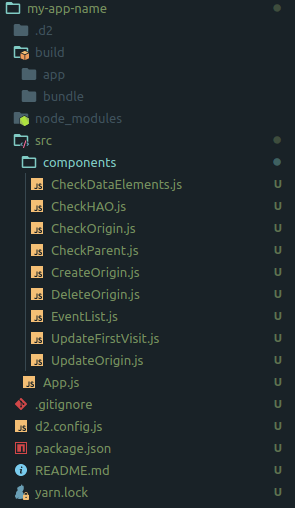 my-app-name
.d2
build
app
bundle
node_modules
src
components
CheckDataElements.js U
CheckHAO.js U
CheckOrigin.js U
CheckParent.js U
CreateOrigin.js U
DeleteOrigin.js U
EventList.js U
UpdateFirstVisit.js U
UpdateOrigin.js U
App.js U
.gitignore U
d2.config.js U
package.json U
README.md U
yarn.lock U